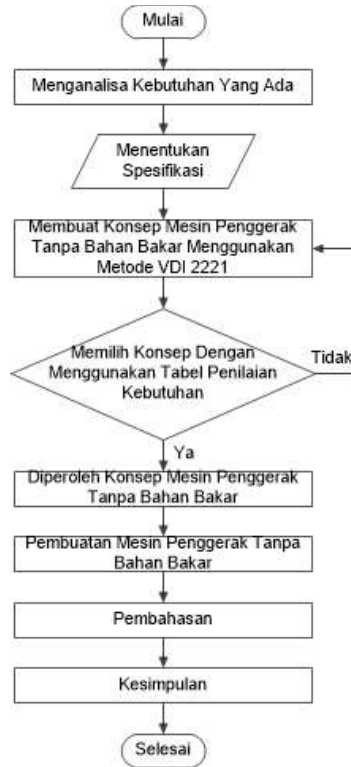 Mulai
Menganalisa Kebutuhan Yang Ada
Menentukan
Spesifikasi
Membuat Konsep Mesin Penggerak
Tanpa Bahan Bakar Menggunakan
Metode VDI 2221
Memilih Konsep Dengan
Menggunakan Tabel Penilaian
Kebutuhan
Tidak
Ya
Diperoleh Konsep Mesin Penggerak
Tanpa Bahan Bakar
Pembuatan Mesin Penggerak Tanpa
Bahan Bakar
Pembahasan
Kesimpulan
Selesai